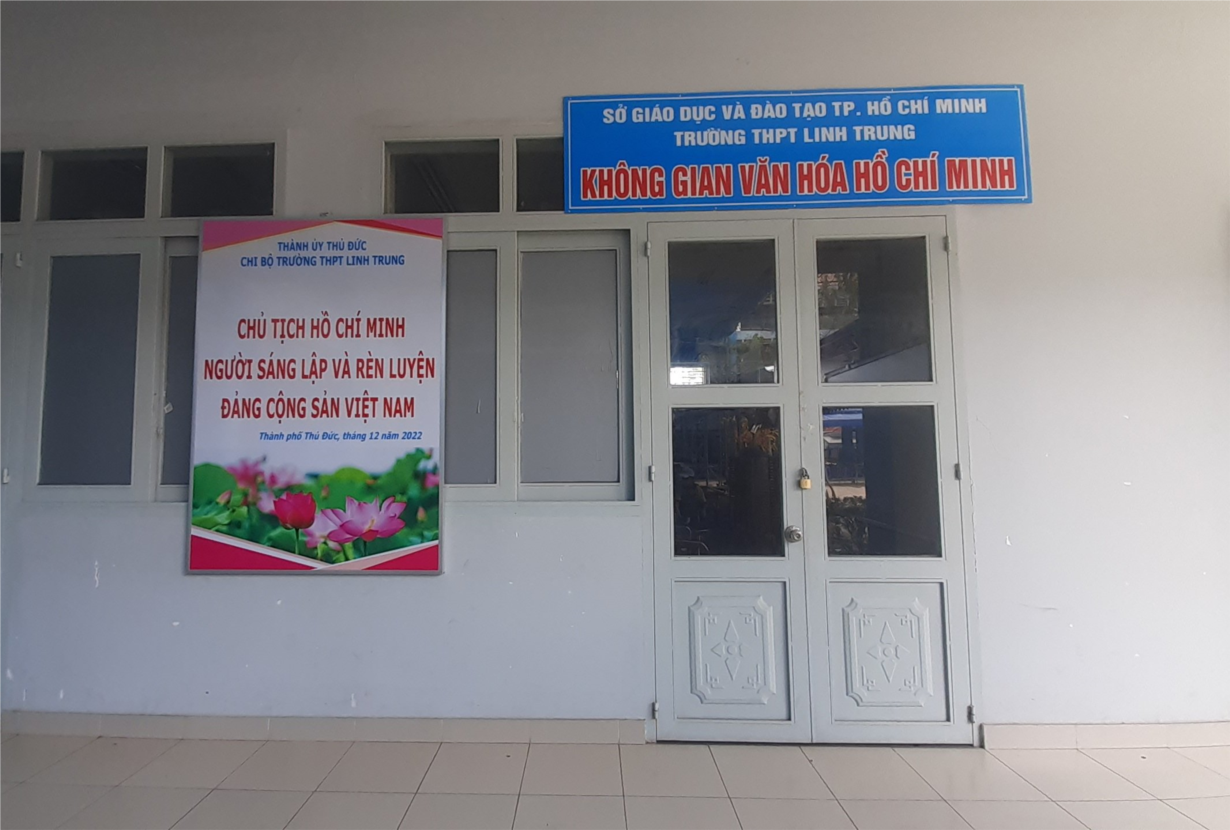 SỞ GIÁO DỤC VÀ ĐÀO TẠO TP. HỒ CHÍ MINH
TRƯỜNG THPT LINH TRUNG
KHÔNG GIAN VĂN HÓA HỒ CHÍ MINH
THÀNH ỦY THỦ ĐỨC
CHI BỘ TRƯỜNG THPT LINH TRUNG
CHỦ TỊCH HỒ CHÍ MINH
NGƯỜI SÁNG LẬP VÀ RÈN LUYỆN
ĐẢNG CỘNG SẢN VIỆT NAM
Thành phố Thủ Đức, tháng 12 năm 2022